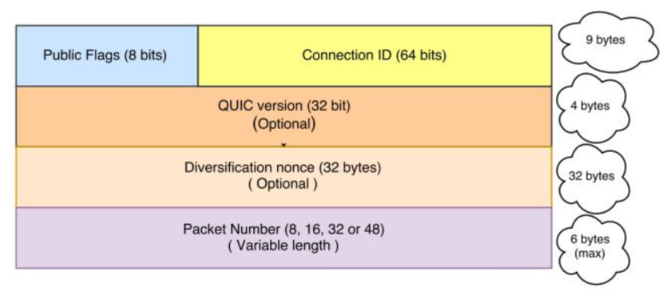 Public Flags (8 bits)
Connection ID (64 bits)
9 bytes
QUIC version (32 bit)
(Optional)
4 bytes
Diversification nonce (32 bytes)
( Optional )
32 bytes
Packet Number (8, 16, 32 or 48)
( Variable length )
6 bytes
(max)